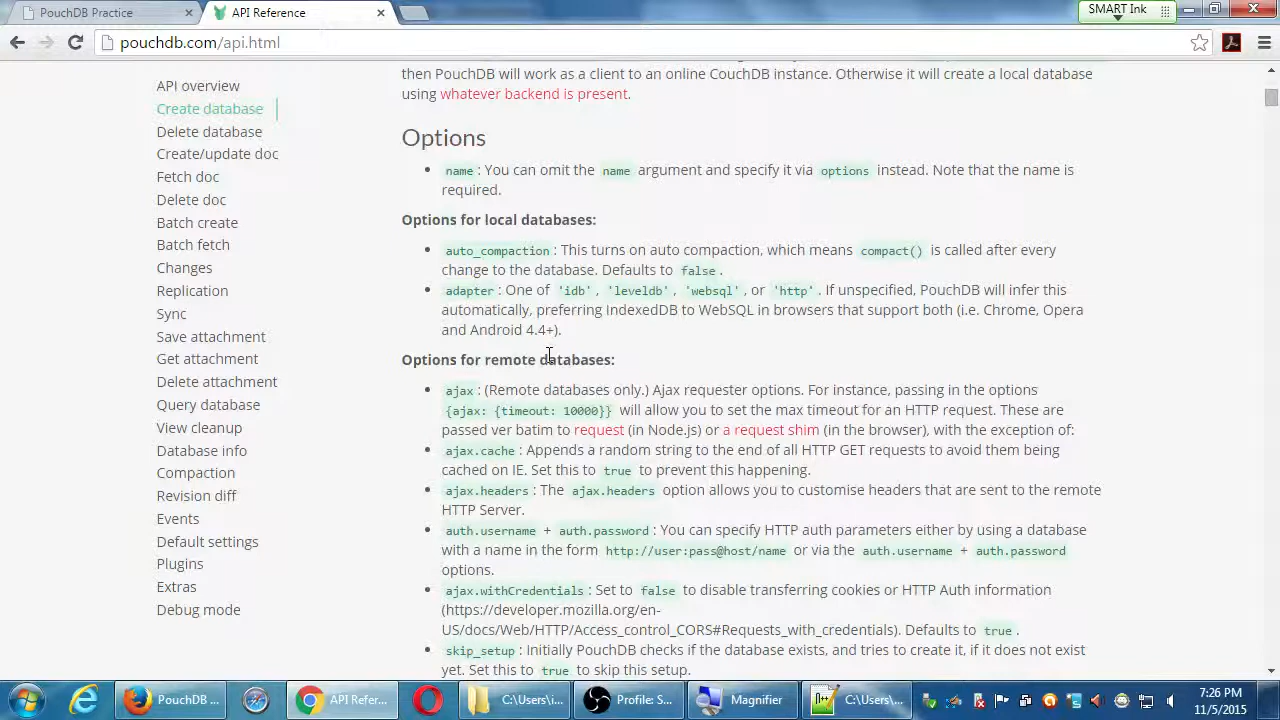 PouchDB Practice
API Reference
SMART Ink
pouchdb.com/api.html
API overview
Create database
Delete database
Create/update doc
Fetch doc
Delete doc
Batch create
Batch fetch
Changes
Replication
Sync
Save attachment
Get attachment
Delete attachment
Query database
View cleanup
Database info
Compaction
Revision diff
Events
Default settings
Plugins
Extras
Debug mode
then PouchDB will work as a client to an online CouchDB instance. Otherwise it will create a local database
using whatever backend is present.
Options
• name : You can omit the name argument and specify it via options instead. Note that the name is
required.
Options for local databases:
• auto_compaction : This turns on auto compaction, which means compact() is called after every
change to the database. Defaults to false .
• adapter : One of 'idb' , 'leveldb' , 'websql' , or 'http' . If unspecified, PouchDB will infer this
automatically, preferring IndexedDB to WebSQL in browsers that support both (i.e. Chrome, Opera
and Android 4.4+).
Options for remote databases:
• ajax : (Remote databases only.) Ajax requester options. For instance, passing in the options
{ajax: {timeout: 10000}} will allow you to set the max timeout for an HTTP request. These are
passed ver batim to request (in Node.js) or a request shim (in the browser), with the exception of:
• ajax.cache : Appends a random string to the end of all HTTP GET requests to avoid them being
cached on IE. Set this to true to prevent this happening.
• ajax.headers : The ajax.headers option allows you to customise headers that are sent to the remote
HTTP Server.
• auth.username + auth.password : You can specify HTTP auth parameters either by using a database
with a name in the form http://user:pass@host/name or via the auth.username + auth.password
options.
• ajax.withCredentials : Set to false to disable transferring cookies or HTTP Auth information
(https://developer.mozilla.org/en-
US/docs/Web/HTTP/Access_control_CORS#Requests_with_credentials). Defaults to true .
• skip_setup : Initially PouchDB checks if the database exists, and tries to create it, if it does not exist
yet. Set this to true to skip this setup.
PouchDB ...
API Refer...
C:\Users\i...
Profile: S...
Magnifier
C:\Users\...
7:26 PM
11/5/2015